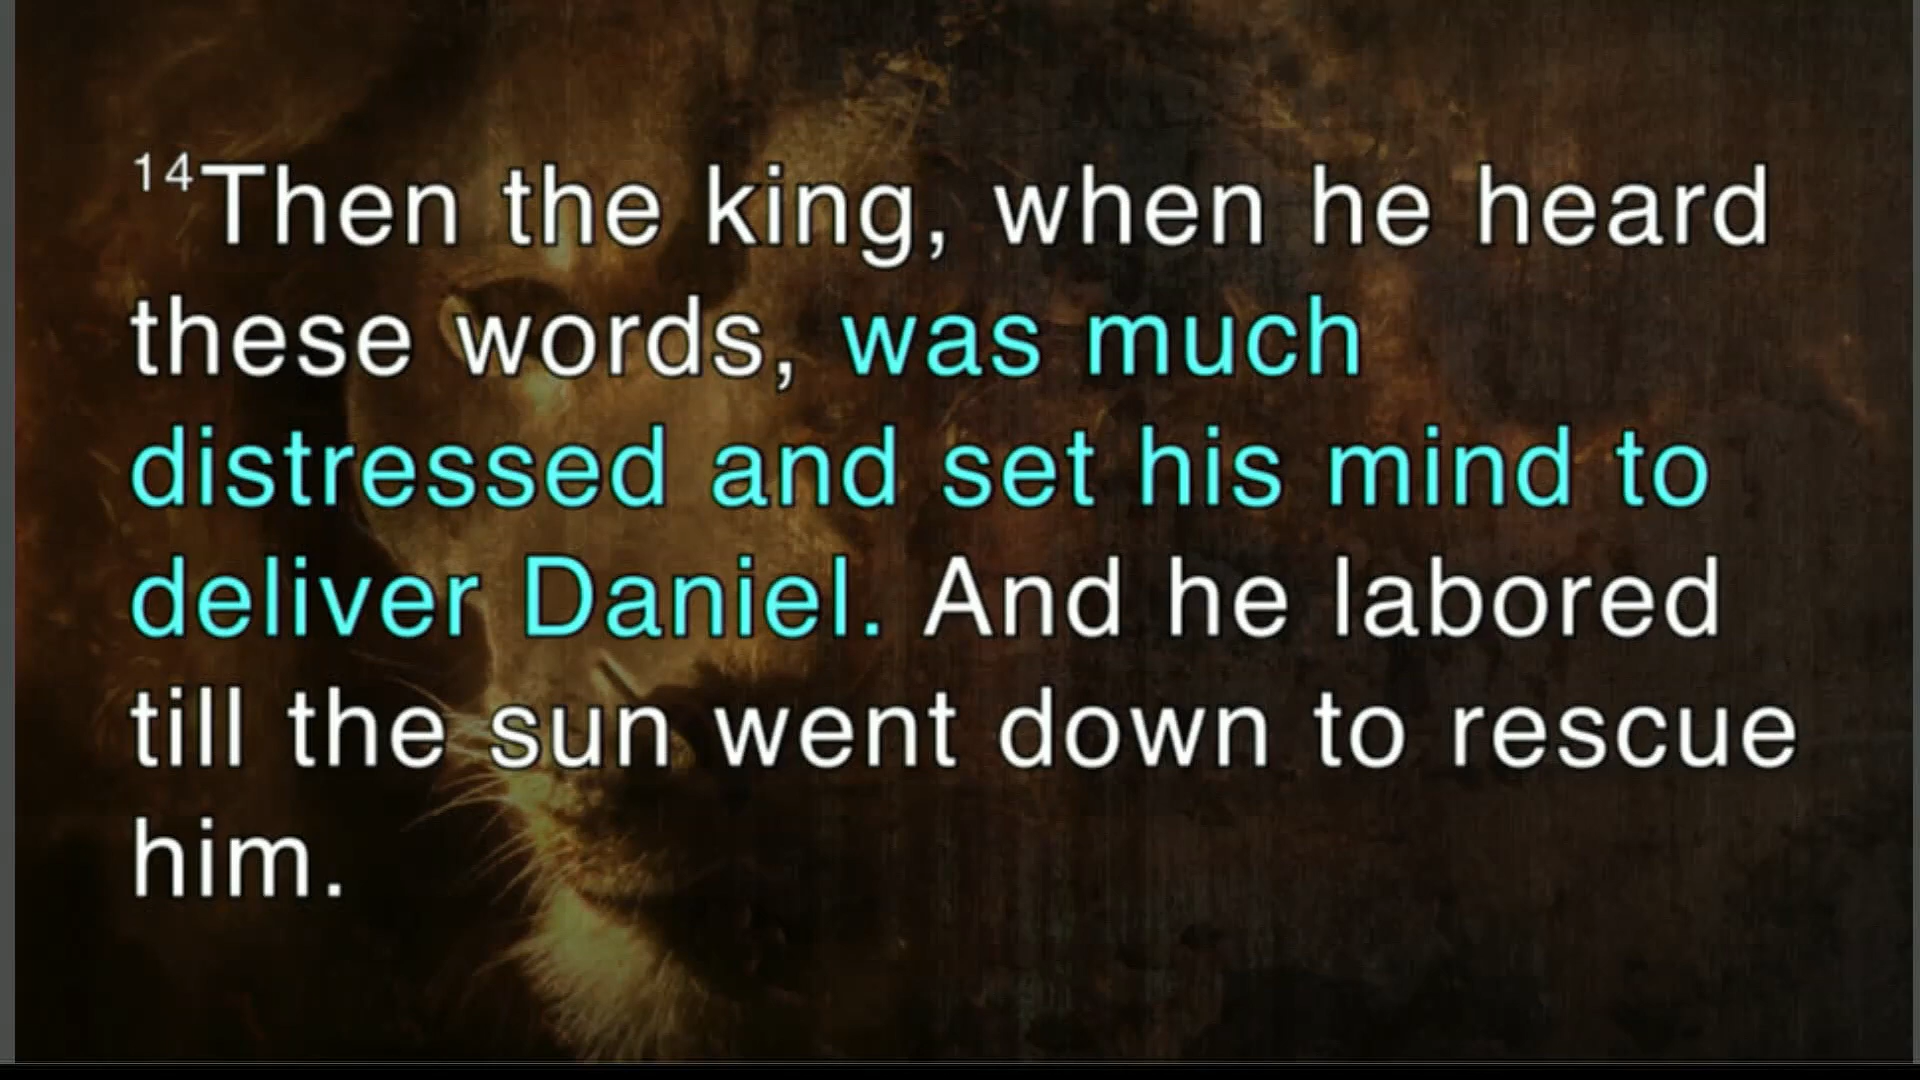 14Then the king, when he heard
these words, was much
distressed and set his mind to
deliver Daniel. And he labored
till the sun went down to rescue
him.